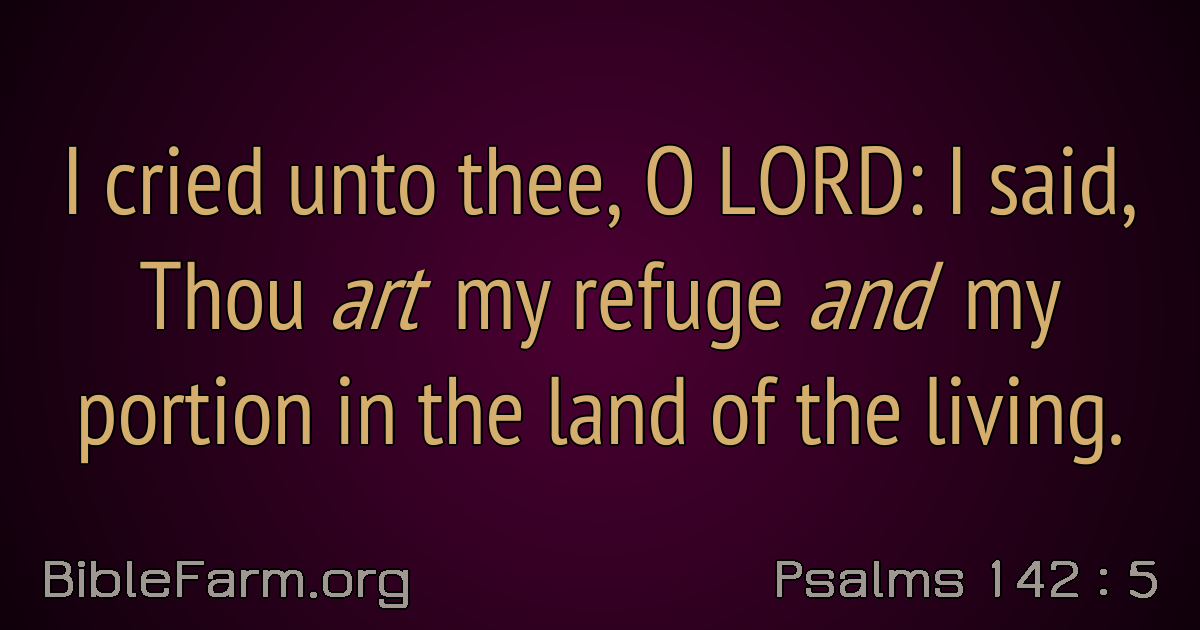 I cried unto thee, O LORD: I said,
Thou art my refuge and my
portion in the land of the living.
BibleFarm.org
Psalms 142 : 5